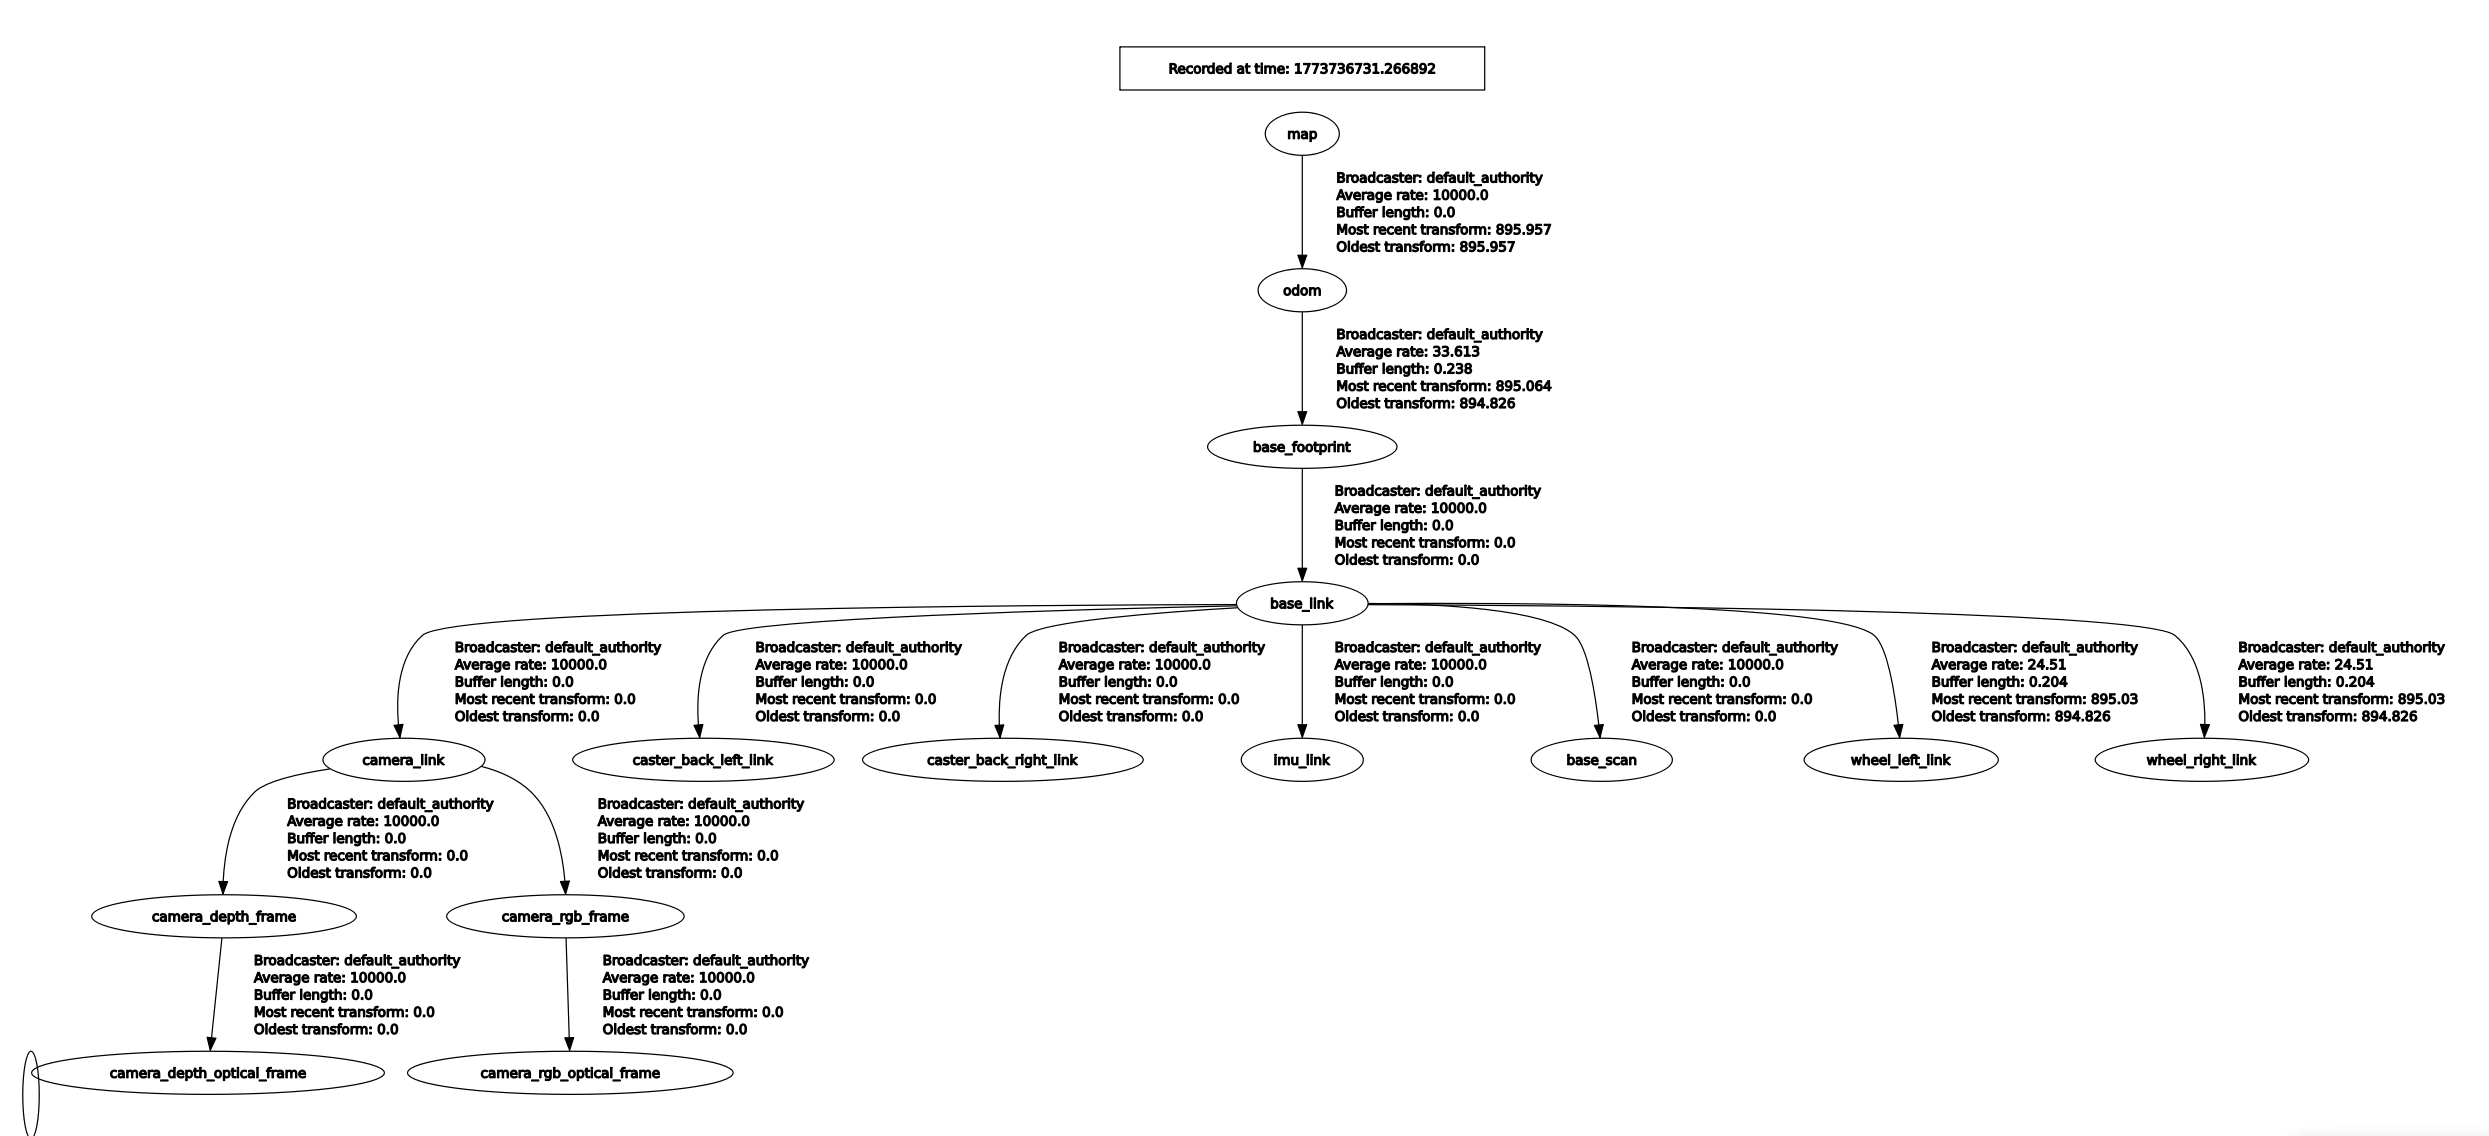 Recorded at time: 1773736731.266892
map
Broadcaster: default_authority
Average rate: 10000.0
Buffer length: 0.0
Most recent transform: 895.957
Oldest transform: 895.957
odom
Broadcaster: default_authority
Average rate: 33.613
Buffer length: 0.238
Most recent transform: 895.064
Oldest transform: 894.826
base_footprint
Broadcaster: default_authority
Average rate: 10000.0
Buffer length: 0.0
Most recent transform: 0.0
Oldest transform: 0.0
base_link
Broadcaster: default_authority
Average rate: 10000.0
Buffer length: 0.0
Most recent transform: 0.0
Oldest transform: 0.0
Broadcaster: default_authority
Average rate: 10000.0
Buffer length: 0.0
Most recent transform: 0.0
Oldest transform: 0.0
Broadcaster: default_authority
Average rate: 10000.0
Buffer length: 0.0
Most recent transform: 0.0
Oldest transform: 0.0
Broadcaster: default_authority
Average rate: 10000.0
Buffer length: 0.0
Most recent transform: 0.0
Oldest transform: 0.0
Broadcaster: default_authority
Average rate: 10000.0
Buffer length: 0.0
Most recent transform: 0.0
Oldest transform: 0.0
Broadcaster: default_authority
Average rate: 24.51
Buffer length: 0.204
Most recent transform: 895.03
Oldest transform: 894.826
Broadcaster: default_authority
Average rate: 24.51
Buffer length: 0.204
Most recent transform: 895.03
Oldest transform: 894.826
camera_link
caster_back_left_link
caster_back_right_link
imu_link
base_scan
wheel_left_link
wheel_right_link
Broadcaster: default_authority
Average rate: 10000.0
Buffer length: 0.0
Most recent transform: 0.0
Oldest transform: 0.0
Broadcaster: default_authority
Average rate: 10000.0
Buffer length: 0.0
Most recent transform: 0.0
Oldest transform: 0.0
camera_depth_frame
camera_rgb_frame
Broadcaster: default_authority
Average rate: 10000.0
Buffer length: 0.0
Most recent transform: 0.0
Oldest transform: 0.0
Broadcaster: default_authority
Average rate: 10000.0
Buffer length: 0.0
Most recent transform: 0.0
Oldest transform: 0.0
camera_depth_optical_frame
camera_rgb_optical_frame